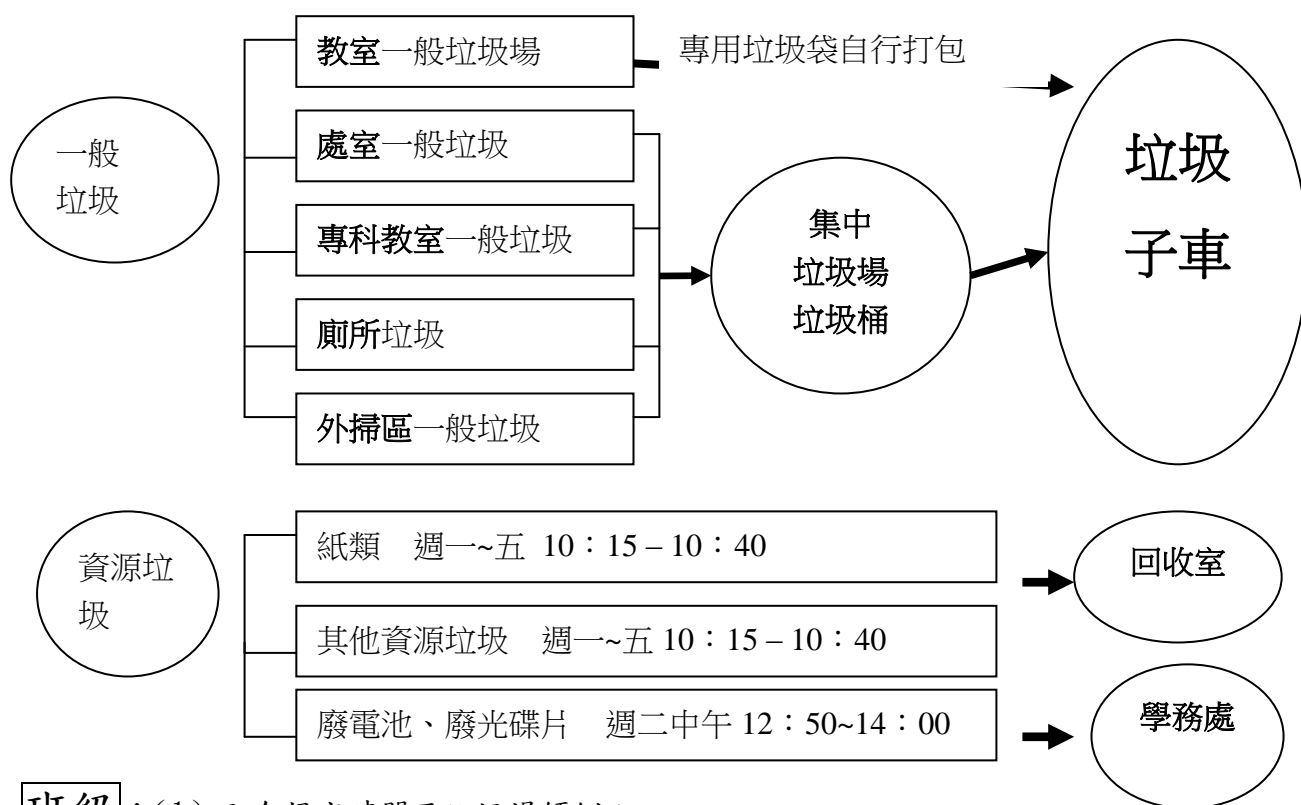 教室一般垃圾場
專用垃圾袋自行打包
一般
垃圾
處室一般垃圾
專科教室一般垃圾
廁所垃圾
外掃區一般垃圾
集中
垃圾場
垃圾桶
垃圾
子車
資源垃
圾
紙類 週一~五 10：15 – 10：40
其他資源垃圾 週一~五 10：15 – 10：40
廢電池、廢光碟片 週二中午 12：50~14：00
回收室
學務處
班級：(1)